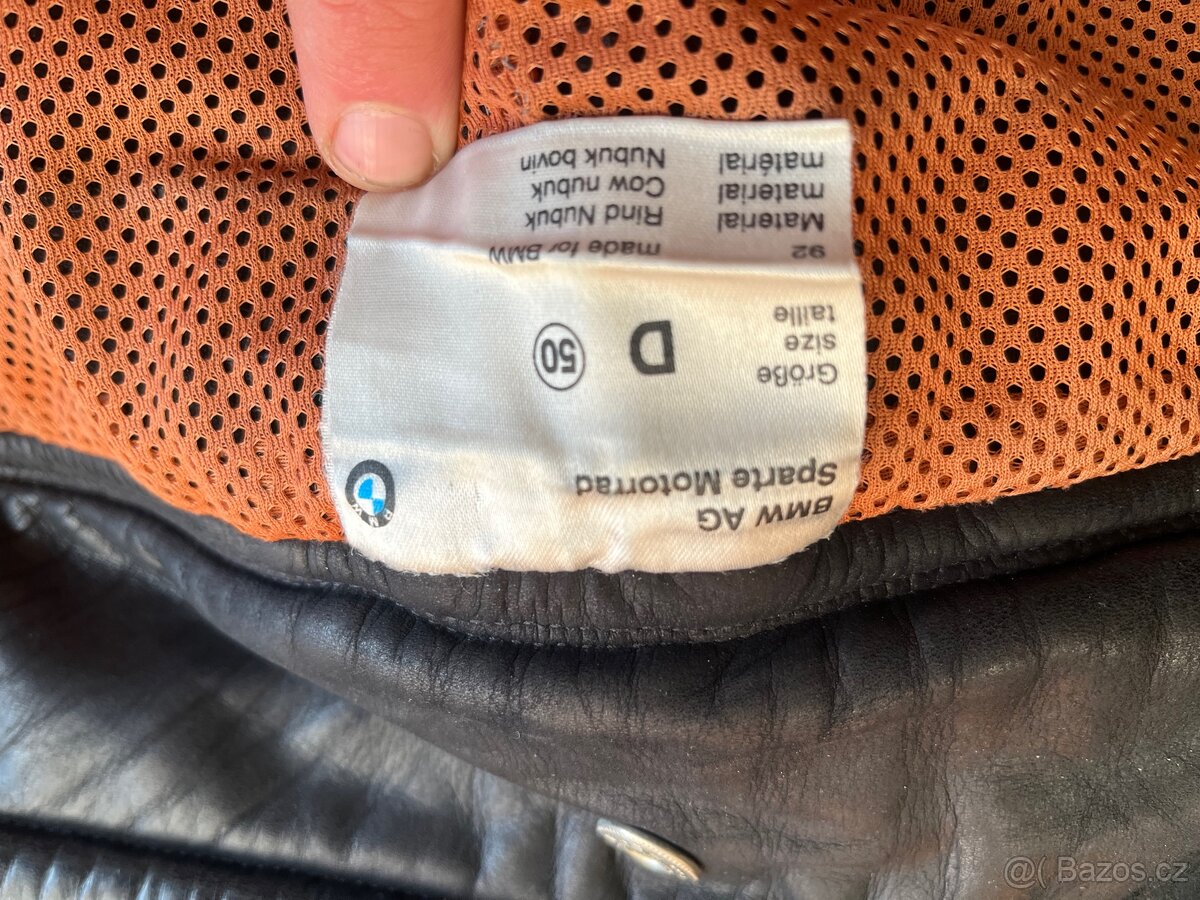 BMW AG
Sparte Motorrad
BMW
Größe
size D 50
taille
92 made for BMW
Material Rind Nubuk
material Cow nubuk
matérial Nubuk bovin
@( Bazos.cz